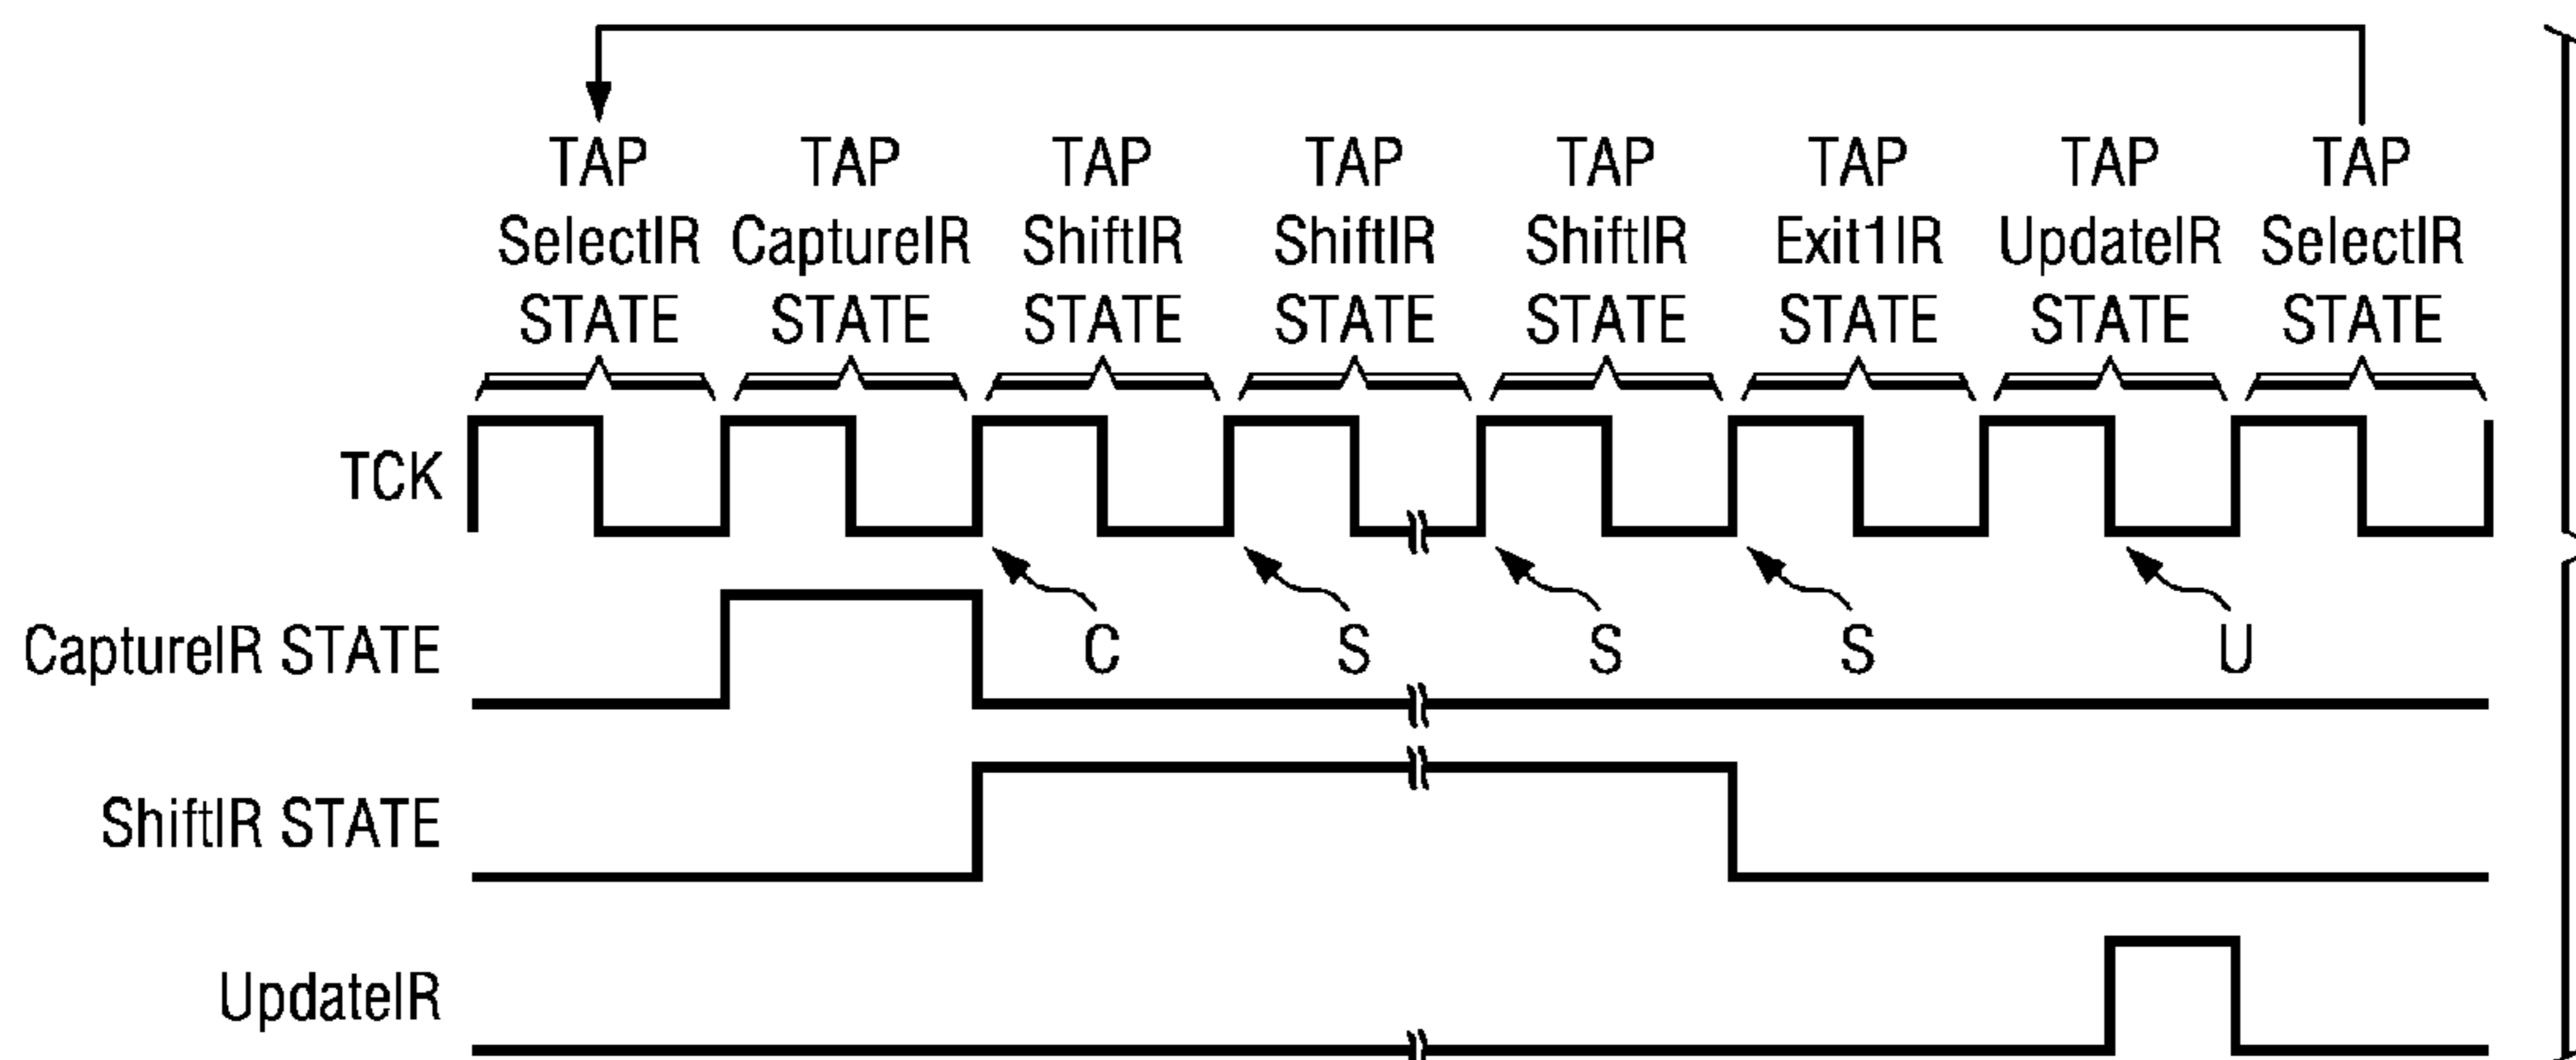 TAP TAP TAP TAP TAP TAP TAP TAP
SelectIR CaptureIR ShiftIR ShiftIR ShiftIR Exit1IR UpdateIR SelectIR
STATE STATE STATE STATE STATE STATE STATE STATE
TCK
C S S S U
CaptureIR STATE
ShiftIR STATE
UpdateIR